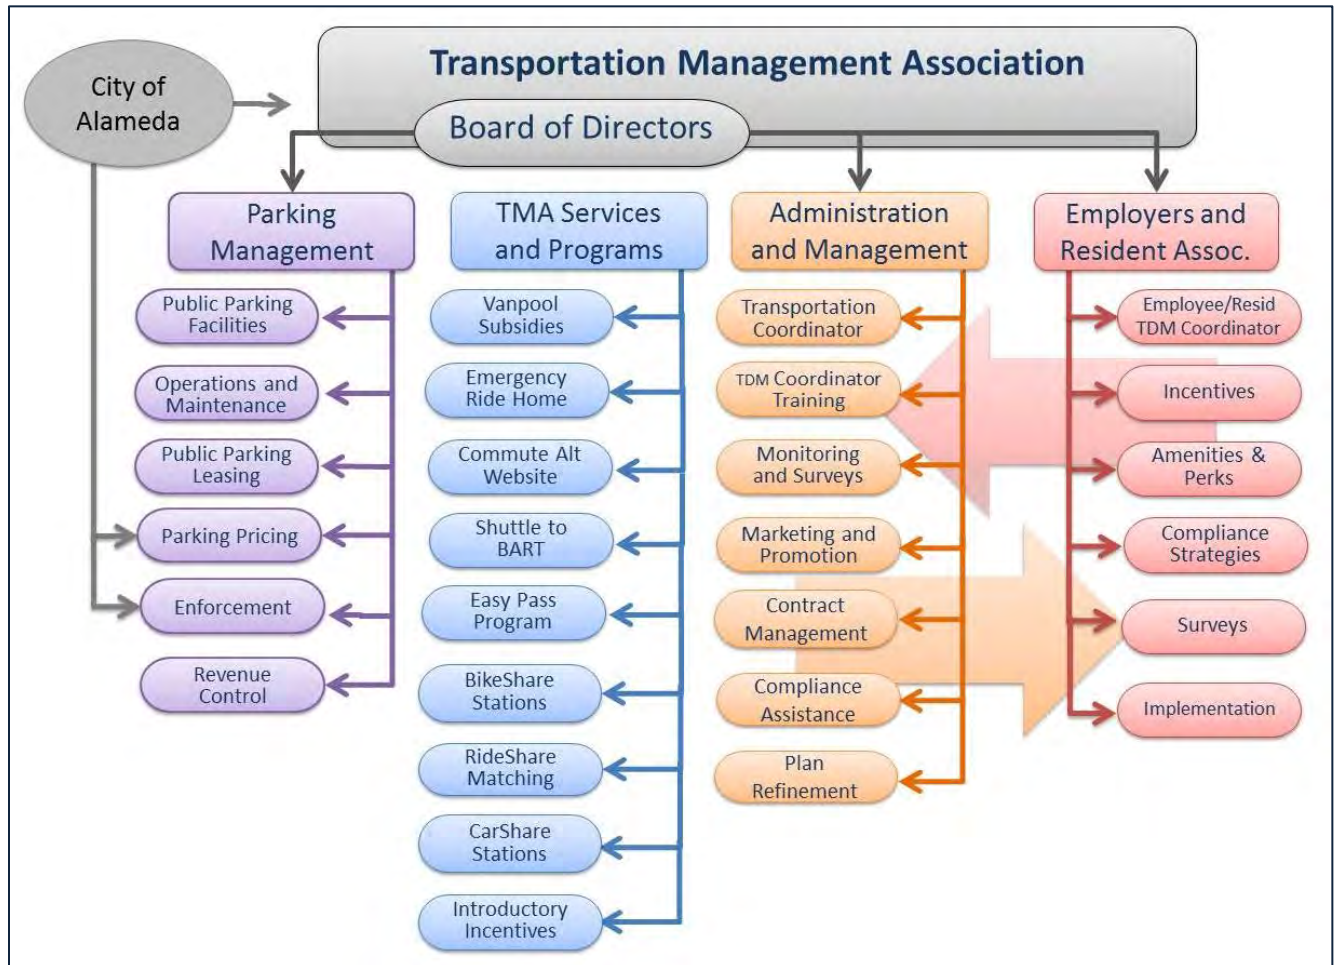 City of
Alameda
Transportation Management Association
Board of Directors
Parking
Management
Public Parking
Facilities
Operations and
Maintenance
Public Parking
Leasing
Parking Pricing
Enforcement
Revenue
Control
TMA Services
and Programs
Vanpool
Subsidies
Emergency
Ride Home
Commute Alt
Website
Shuttle to
BART
Easy Pass
Program
BikeShare
Stations
RideShare
Matching
CarShare
Stations
Introductory
Incentives
Administration
and Management
Transportation
Coordinator
TDM Coordinator
Training
Monitoring
and Surveys
Marketing and
Promotion
Contract
Management
Compliance
Assistance
Plan
Refinement
Employers and
Resident Assoc.
Employee/Resid
TDM Coordinator
Incentives
Amenities &
Perks
Compliance
Strategies
Surveys
Implementation